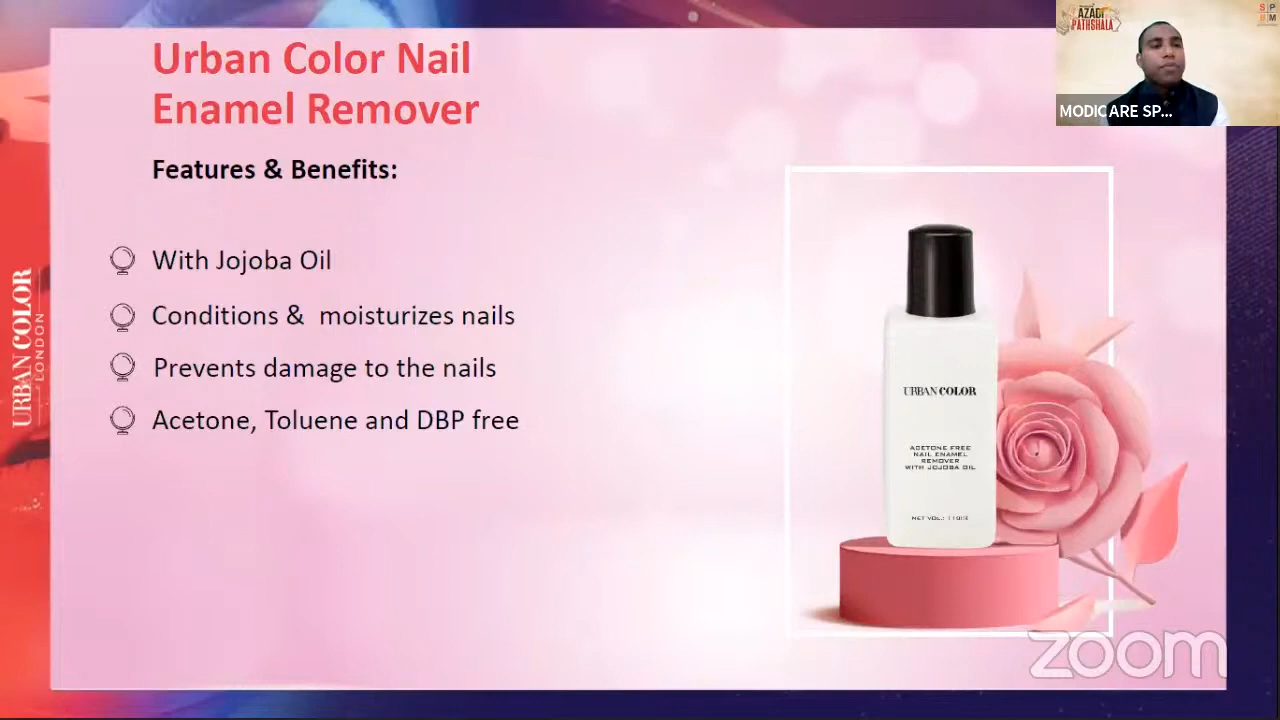 Urban Color Nail
Enamel Remover
Features & Benefits:
With Jojoba Oil
Conditions & moisturizes nails
Prevents damage to the nails
Acetone, Toluene and DBP free
URBAN COLOR
LONDON
AZADI
PATHSHALA
S P
B M
MODICARE SP...
URBAN COLOR
ACETONE FREE
NAIL ENAMEL
REMOVER
WITH JOJOBA OIL
NET VOL.:
zoom